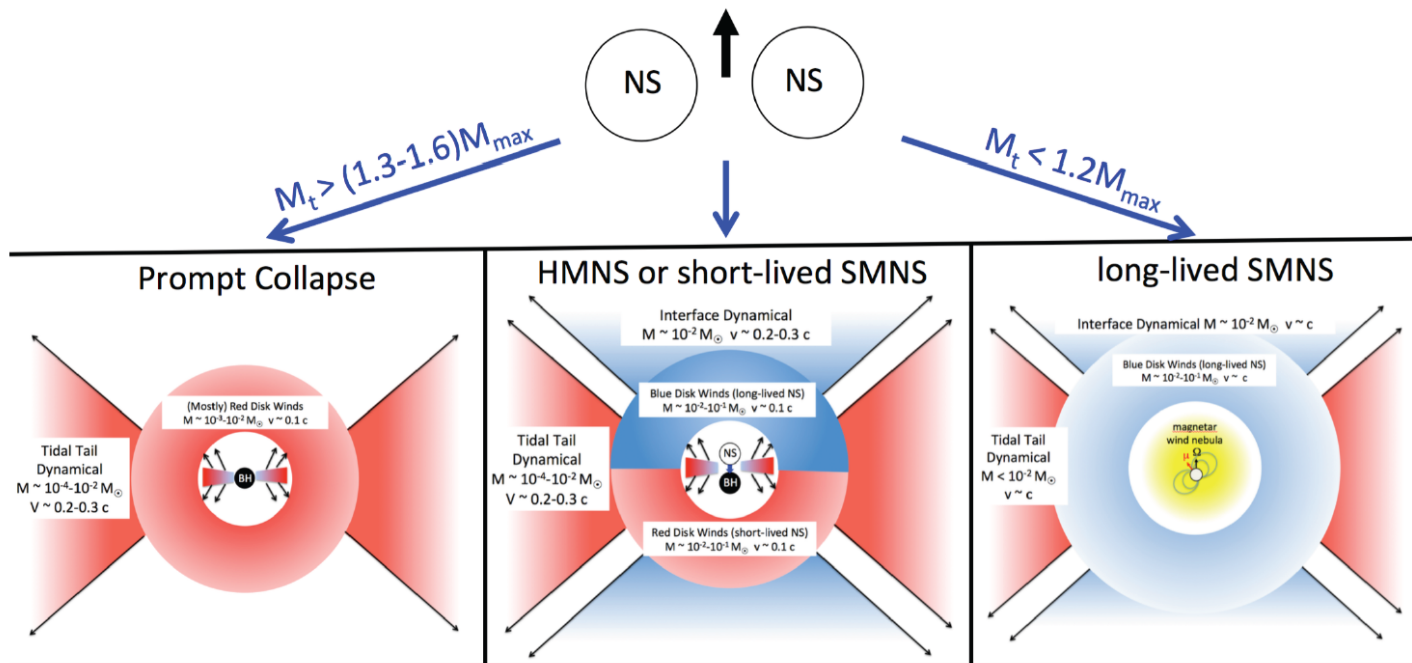 NS
NS
Mₜ > (1.3-1.6)Mₘₐₓ
Mₜ < 1.2Mₘₐₓ
Prompt Collapse
(Mostly) Red Disk Winds
M ~ 10⁻³-10⁻² M☉ v ~ 0.1 c
Tidal Tail
Dynamical
M ~ 10⁻⁴-10⁻² M☉
V ~ 0.2-0.3 c
BH
HMNS or short-lived SMNS
Interface Dynamical
M ~ 10⁻² M☉ v ~ 0.2-0.3 c
Blue Disk Winds (long-lived NS)
M ~ 10⁻²-10⁻¹ M☉ v ~ 0.1 c
Tidal Tail
Dynamical
M ~ 10⁻⁴-10⁻² M☉
V ~ 0.2-0.3 c
NS
BH
Red Disk Winds (short-lived NS)
M ~ 10⁻²-10⁻¹ M☉ v ~ 0.1 c
long-lived SMNS
Interface Dynamical M ~ 10⁻² M☉ v ~ c
Blue Disk Winds (long-lived NS)
M ~ 10⁻²-10⁻¹ M☉ v ~ c
Tidal Tail
Dynamical
M < 10⁻² M☉
v ~ c
magnetar
wind nebula
Ω
μ